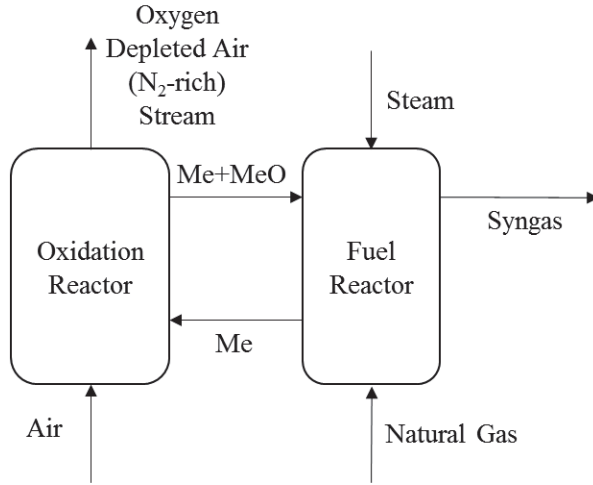 Oxygen
Depleted Air
(N₂-rich)
Stream
Steam
Me+MeO
Syngas
Oxidation
Reactor
Fuel
Reactor
Me
Air
Natural Gas